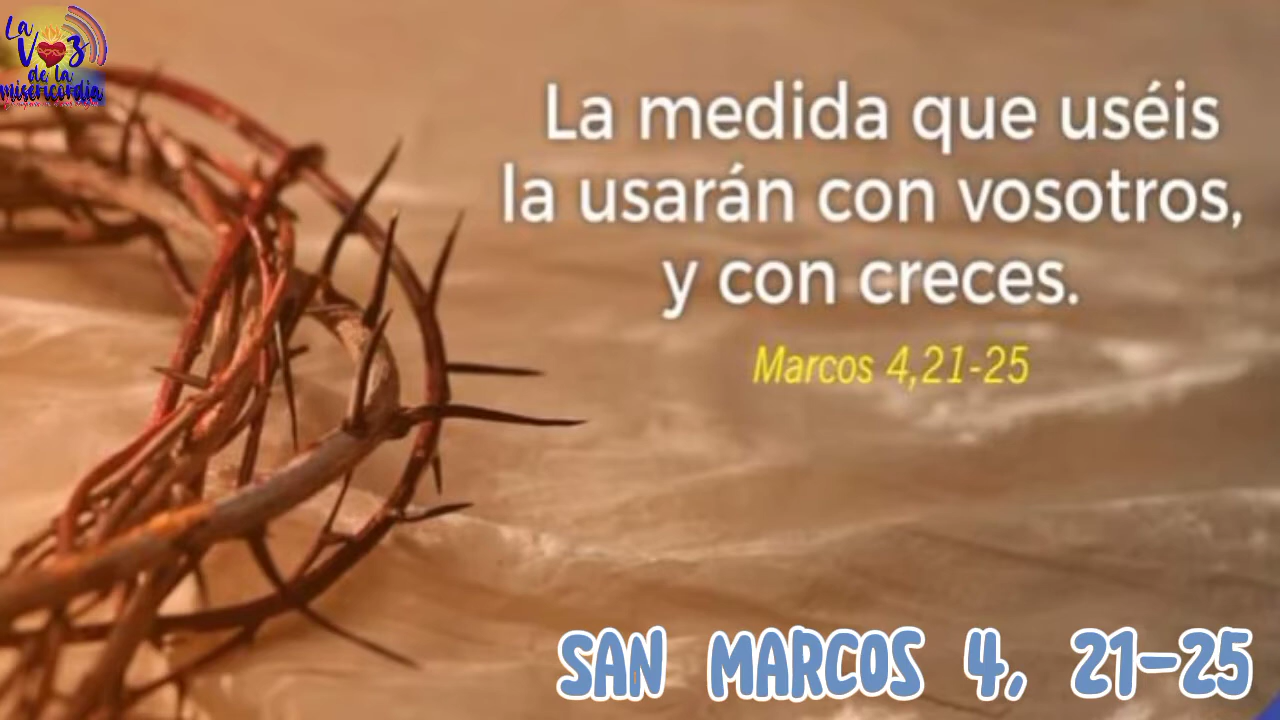 La
Voz
de la
misericordia
La medida que uséis
la usarán con vosotros,
y con creces.
Marcos 4,21-25
SAN MARCOS 4, 21-25